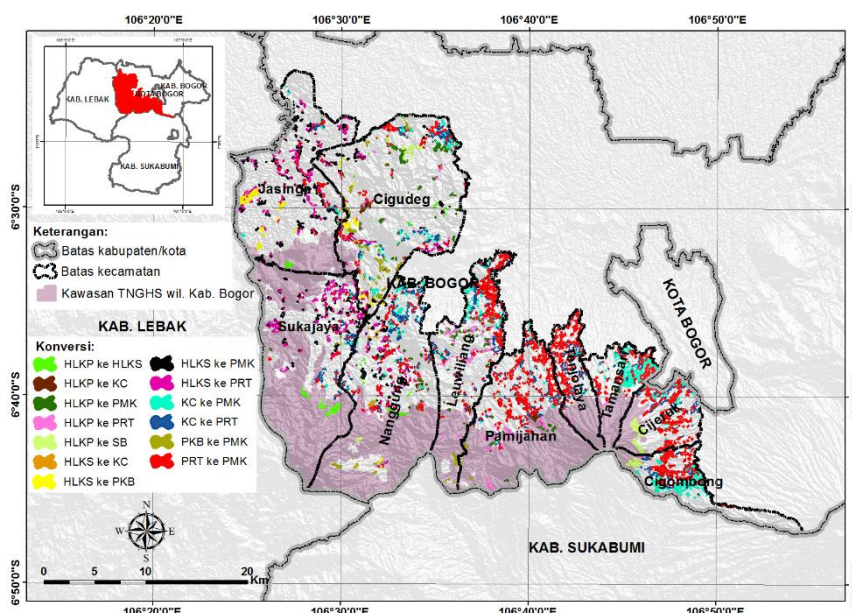 106°20'0"E
106°30'0"E
106°40'0"E
106°50'0"E
KAB. LEBAK
KAB. BOGOR
KOTA BOGOR
KAB. SUKABUMI
6°30'0"S
6°40'0"S
6°50'0"S
Keterangan:
Batas kabupaten/kota
Batas kecamatan
Kawasan TNGHS wil. Kab. Bogor
KAB. LEBAK
Konversi:
HLKP ke HLKS
HLKP ke KC
HLKP ke PMK
HLKP ke PRT
HLKP ke SB
HLKS ke KC
HLKS ke PKB
HLKS ke PMK
HLKS ke PRT
KC ke PMK
KC ke PRT
PKB ke PMK
PRT ke PMK
N
W
E
S
0
5
10
20
Km
Jasinga
Cigudeg
KAB. BOGOR
KOTA BOGOR
Sukajaya
Nanggung
Leuwiliang
Pamijahan
Tenjolaya
Tamansari
Cijeruk
Cigombong
KAB. SUKABUMI
106°20'0"E
106°30'0"E
106°40'0"E
106°50'0"E